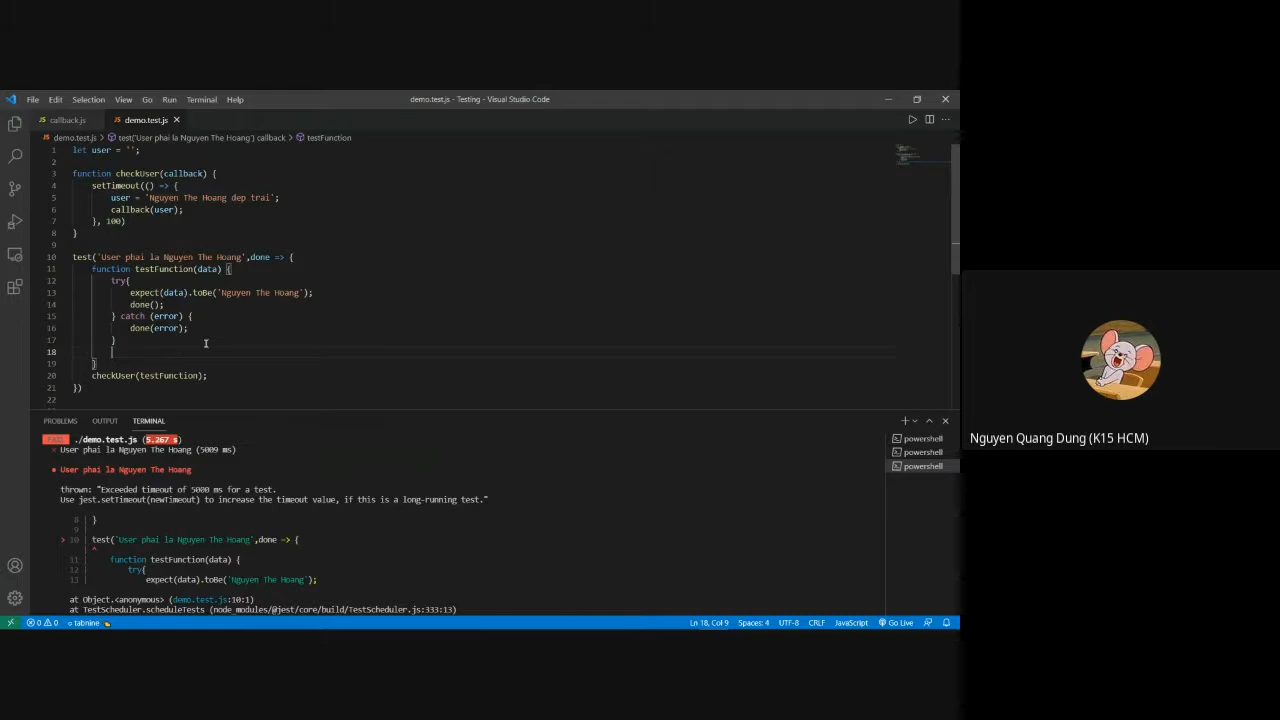 File Edit Selection View Go Run Terminal Help
demo.test.js - Testing - Visual Studio Code
JS callback.js JS demo.test.js
JS demo.test.js > test('User phai la Nguyen The Hoang') callback > testFunction
1 let user = '';
2
3 function checkUser(callback) {
4 setTimeout(() => {
5 user = 'Nguyen The Hoang dep trai';
6 callback(user);
7 }, 100)
8 }
9
10 test('User phai la Nguyen The Hoang',done => {
11 function testFunction(data) {
12 try{
13 expect(data).toBe('Nguyen The Hoang');
14 done();
15 } catch (error) {
16 done(error);
17 }
18
19 }
20 checkUser(testFunction);
21 })
22
PROBLEMS OUTPUT TERMINAL
FAIL ./demo.test.js (5.267 s)
× User phai la Nguyen The Hoang (5009 ms)
● User phai la Nguyen The Hoang
thrown: "Exceeded timeout of 5000 ms for a test.
Use jest.setTimeout(newTimeout) to increase the timeout value, if this is a long-running test."
8 | }
9 |
> 10 | test('User phai la Nguyen The Hoang',done => {
| ^
11 | function testFunction(data) {
12 | try{
13 | expect(data).toBe('Nguyen The Hoang');
at Object.<anonymous> (demo.test.js:10:1)
at TestScheduler.scheduleTests (node_modules/@jest/core/build/TestScheduler.js:333:13)
powershell
powershell
powershell
0 0 tabnine
Ln 18, Col 9 Spaces: 4 UTF-8 CRLF JavaScript Go Live
Nguyen Quang Dung (K15 HCM)